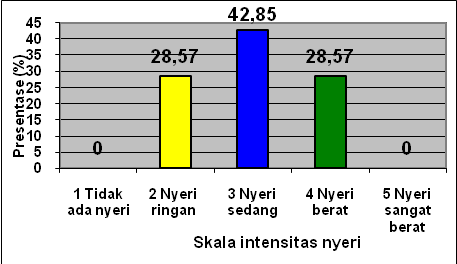 Presentase (%)
45
40
35
30
25
20
15
10
5
0
0
28,57
42,85
28,57
0
1 Tidak
ada nyeri
2 Nyeri
ringan
3 Nyeri
sedang
4 Nyeri
berat
5 Nyeri
sangat
berat
Skala intensitas nyeri